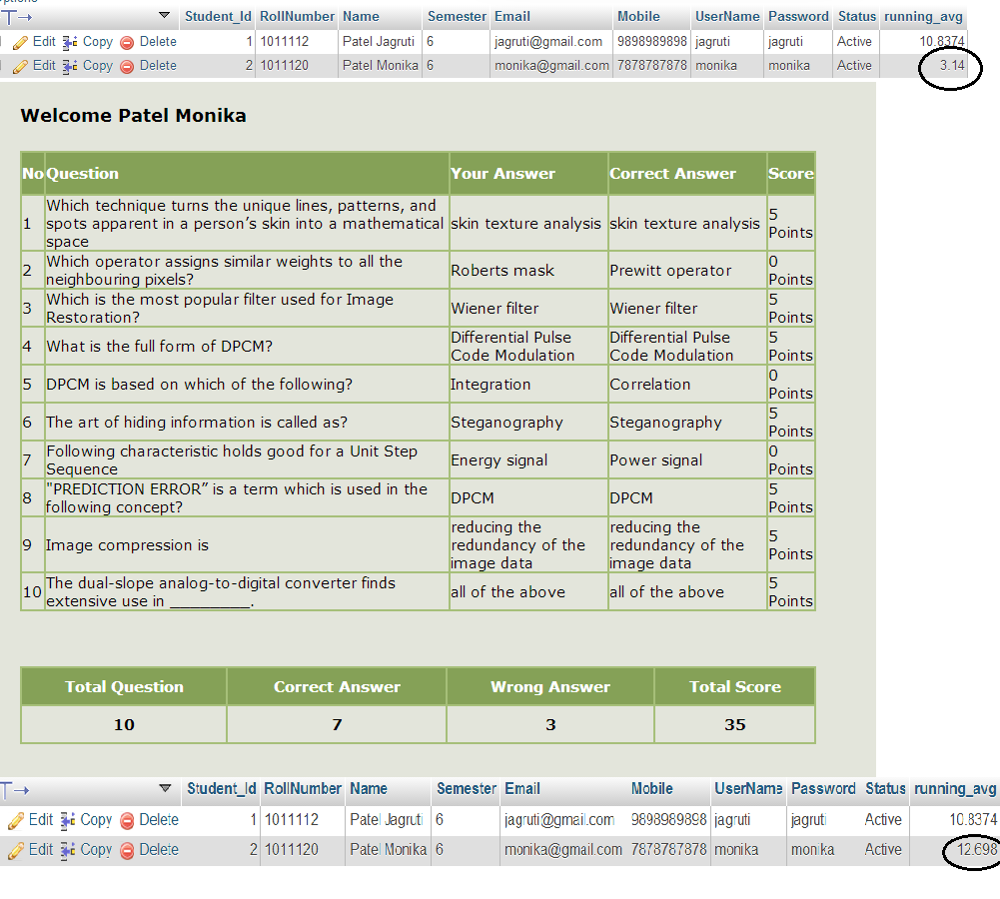 Student_Id RollNumber Name Semester Email Mobile UserName Password Status running_avg
Edit Copy Delete 1 1011112 Patel Jagruti 6 jagruti@gmail.com 9898989898 jagruti jagruti Active 10.8374
Edit Copy Delete 2 1011120 Patel Monika 6 monika@gmail.com 7878787878 monika monika Active 3.14
Welcome Patel Monika
No Question Your Answer Correct Answer Score
1 Which technique turns the unique lines, patterns, and
spots apparent in a person’s skin into a mathematical
space
skin texture analysis skin texture analysis
5
Points
2 Which operator assigns similar weights to all the
neighbouring pixels?
Roberts mask Prewitt operator
0
Points
3 Which is the most popular filter used for Image
Restoration?
Wiener filter Wiener filter
5
Points
4 What is the full form of DPCM?
Differential Pulse
Code Modulation
Differential Pulse
Code Modulation
5
Points
5 DPCM is based on which of the following? Integration Correlation
0
Points
6 The art of hiding information is called as? Steganography Steganography
5
Points
7 Following characteristic holds good for a Unit Step
Sequence
Energy signal Power signal
0
Points
8 "PREDICTION ERROR” is a term which is used in the
following concept?
DPCM DPCM
5
Points
9 Image compression is
reducing the
redundancy of the
image data
reducing the
redundancy of the
image data
5
Points
10 The dual-slope analog-to-digital converter finds
extensive use in _________.
all of the above all of the above
5
Points
Total Question Correct Answer Wrong Answer Total Score
10 7 3 35
Student_Id RollNumber Name Semester Email Mobile UserName Password Status running_avg
Edit Copy Delete 1 1011112 Patel Jagruti 6 jagruti@gmail.com 9898989898 jagruti jagruti Active 10.8374
Edit Copy Delete 2 1011120 Patel Monika 6 monika@gmail.com 7878787878 monika monika Active 12.698